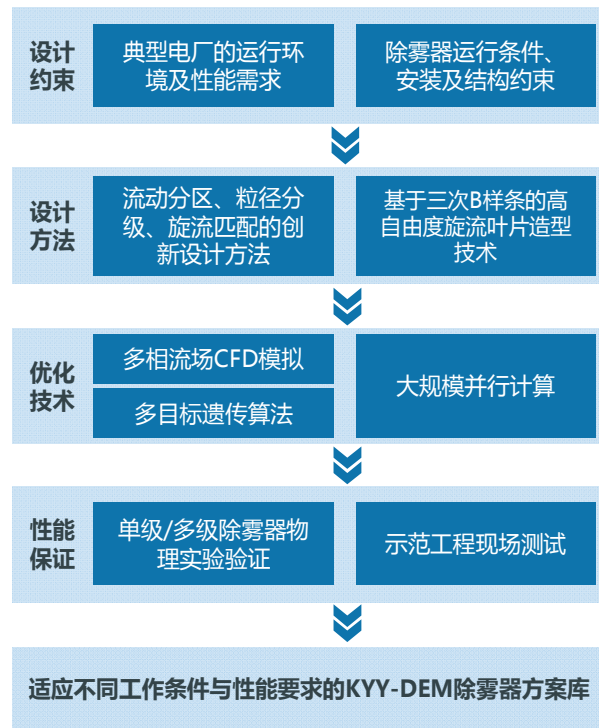 设计
约束
典型电厂的运行环
境及性能需求
除雾器运行条件、
安装及结构约束
设计
方法
流动分区、粒径分
级、旋流匹配的创
新设计方法
基于三次B样条的高
自由度旋流叶片造型
技术
优化
技术
多相流场CFD模拟
多目标遗传算法
大规模并行计算
性能
保证
单级/多级除雾器物
理实验验证
示范工程现场测试
适应不同工作条件与性能要求的KYY-DEM除雾器方案库